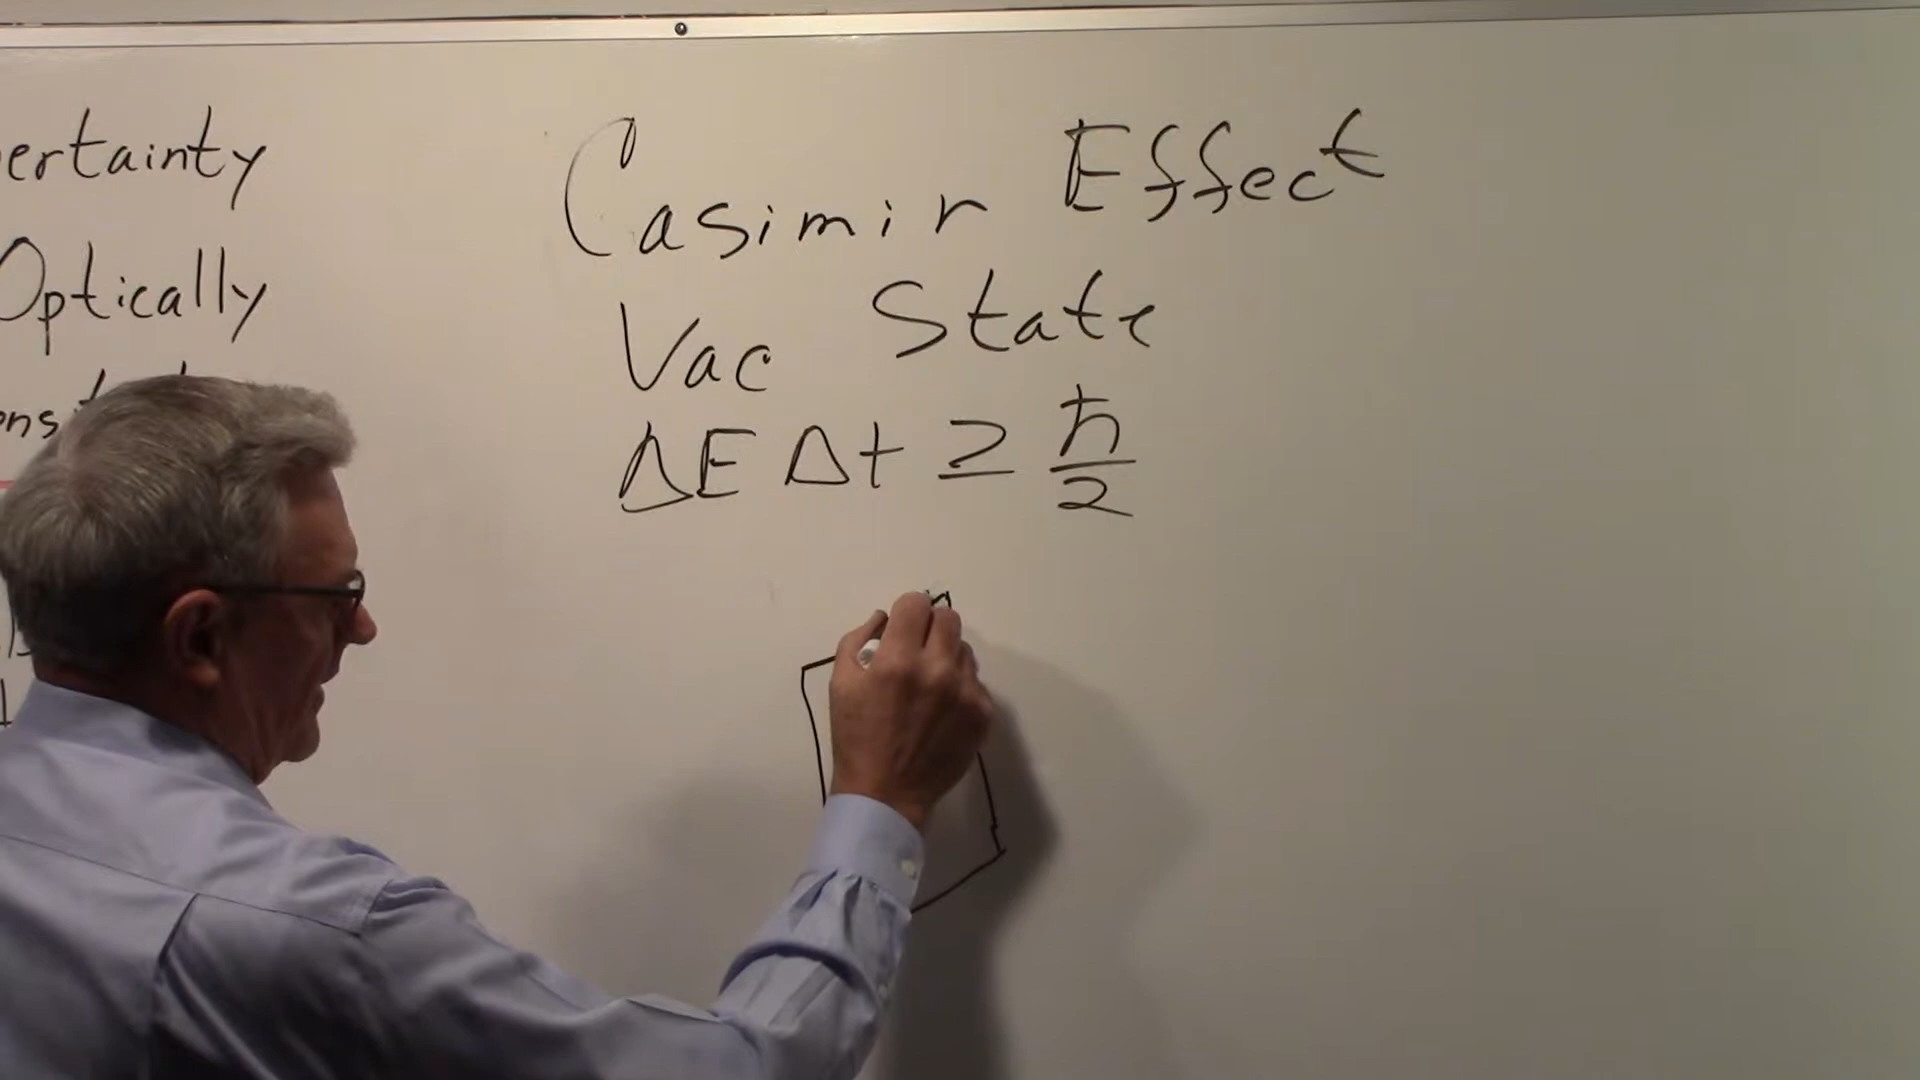 ertainty
Optically
Casimir Effect
Vac State
ΔE Δt ≥ ℏ/2